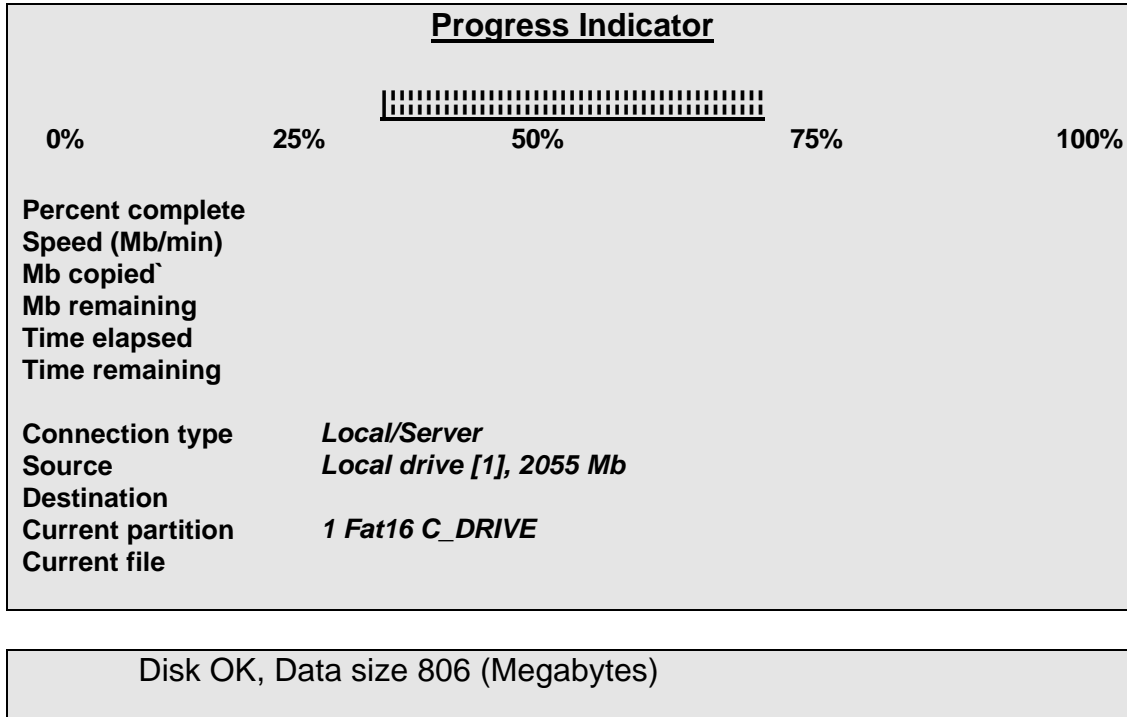 Progress Indicator
0% 25% 50% 75% 100%
Percent complete
Speed (Mb/min)
Mb copied`
Mb remaining
Time elapsed
Time remaining
Connection type Local/Server
Source Local drive [1], 2055 Mb
Destination
Current partition 1 Fat16 C_DRIVE
Current file
Disk OK, Data size 806 (Megabytes)